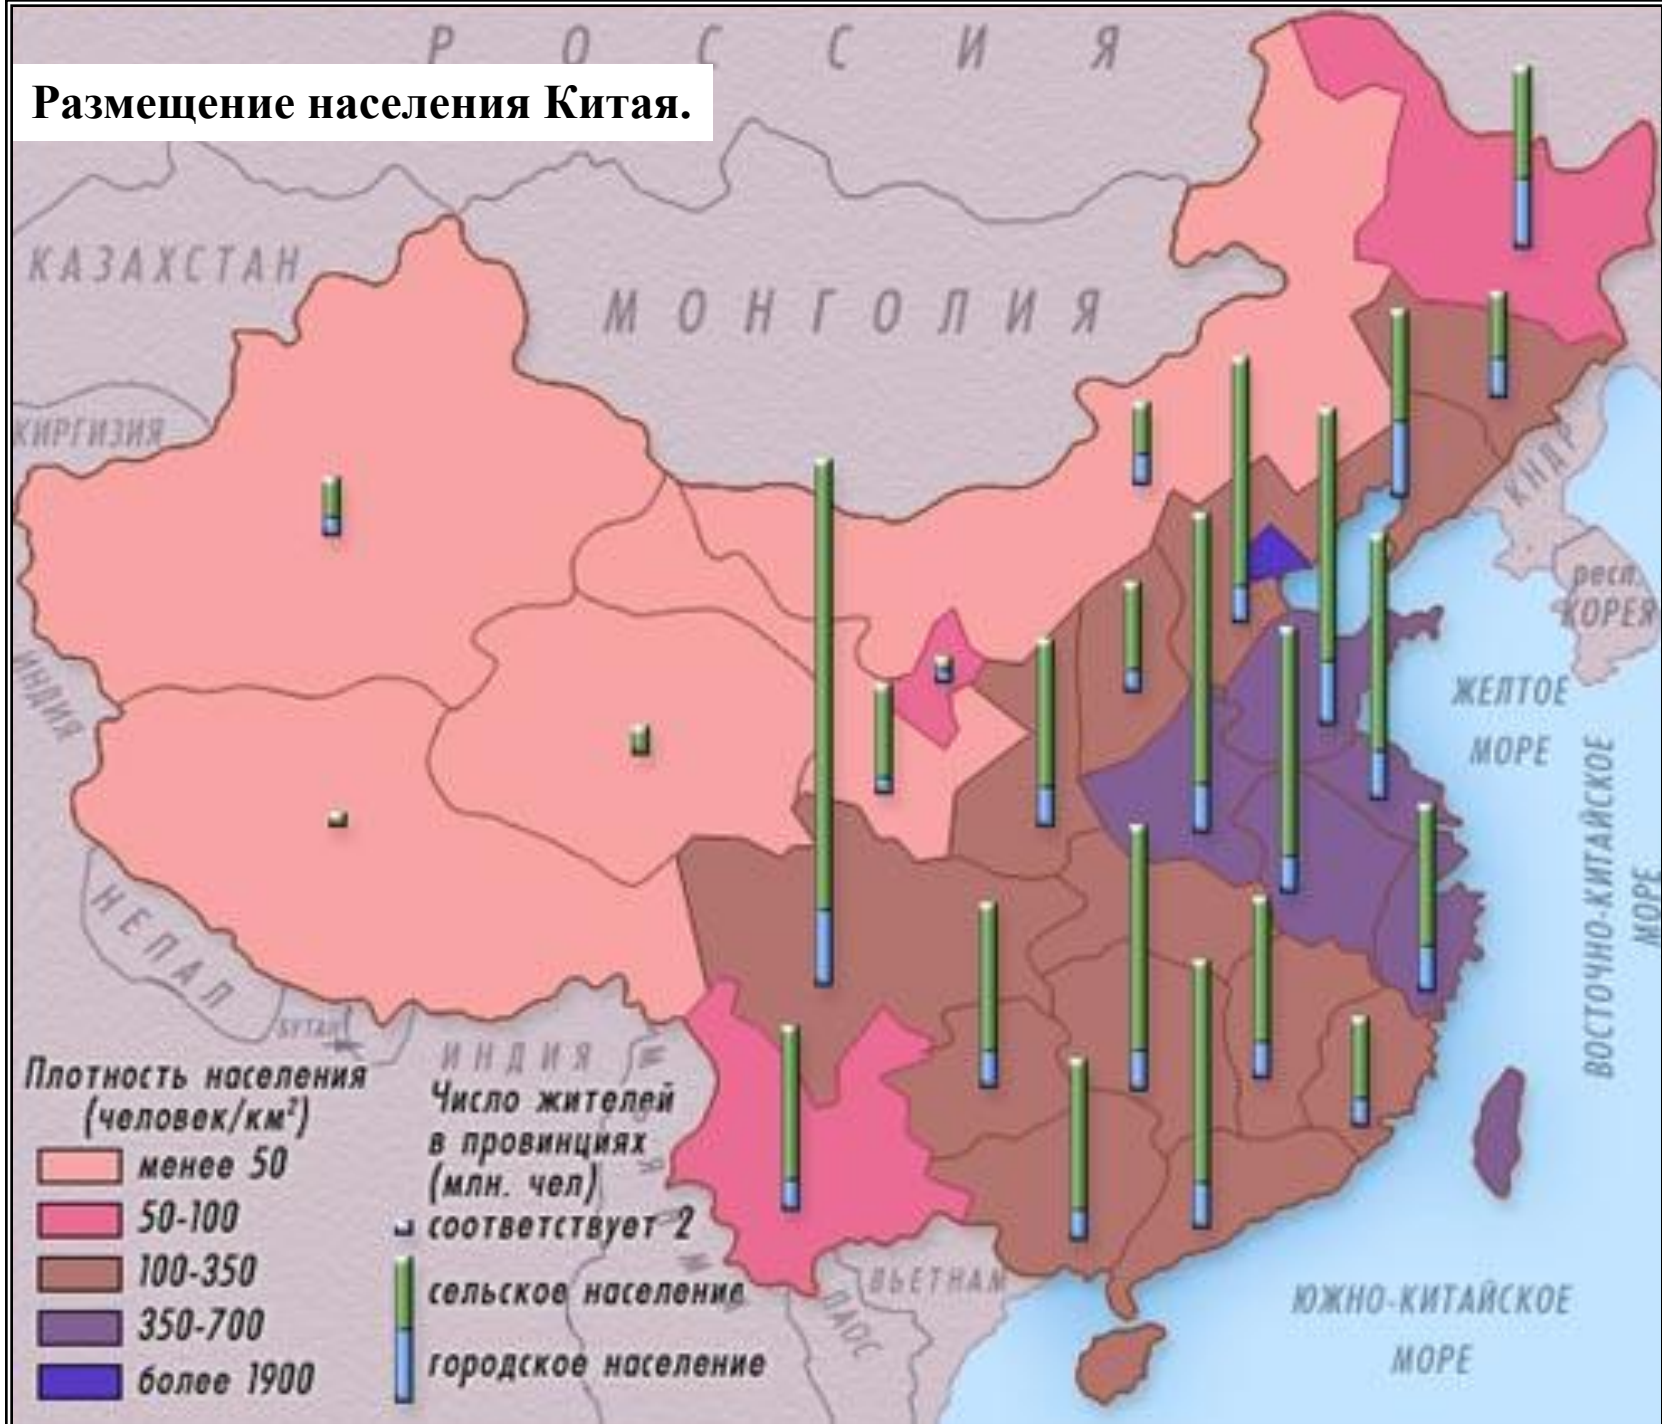 РОССИЯ
Размещение населения Китая.
КАЗАХСТАН
МОНГОЛИЯ
КИРГИЗИЯ
КНДР
респ.
КОРЕЯ
ИНДИЯ
ЖЕЛТОЕ
МОРЕ
ВОСТОЧНО-КИТАЙСКОЕ
МОРЕ
НЕПАЛ
БУТАН
ИНДИЯ
Плотность населения
(человек/км²)
менее 50
50-100
100-350
350-700
более 1900
Число жителей
в провинциях
(млн. чел)
соответствует 2
сельское население
городское население
ВЬЕТНАМ
ЛАОС
ЮЖНО-КИТАЙСКОЕ
МОРЕ